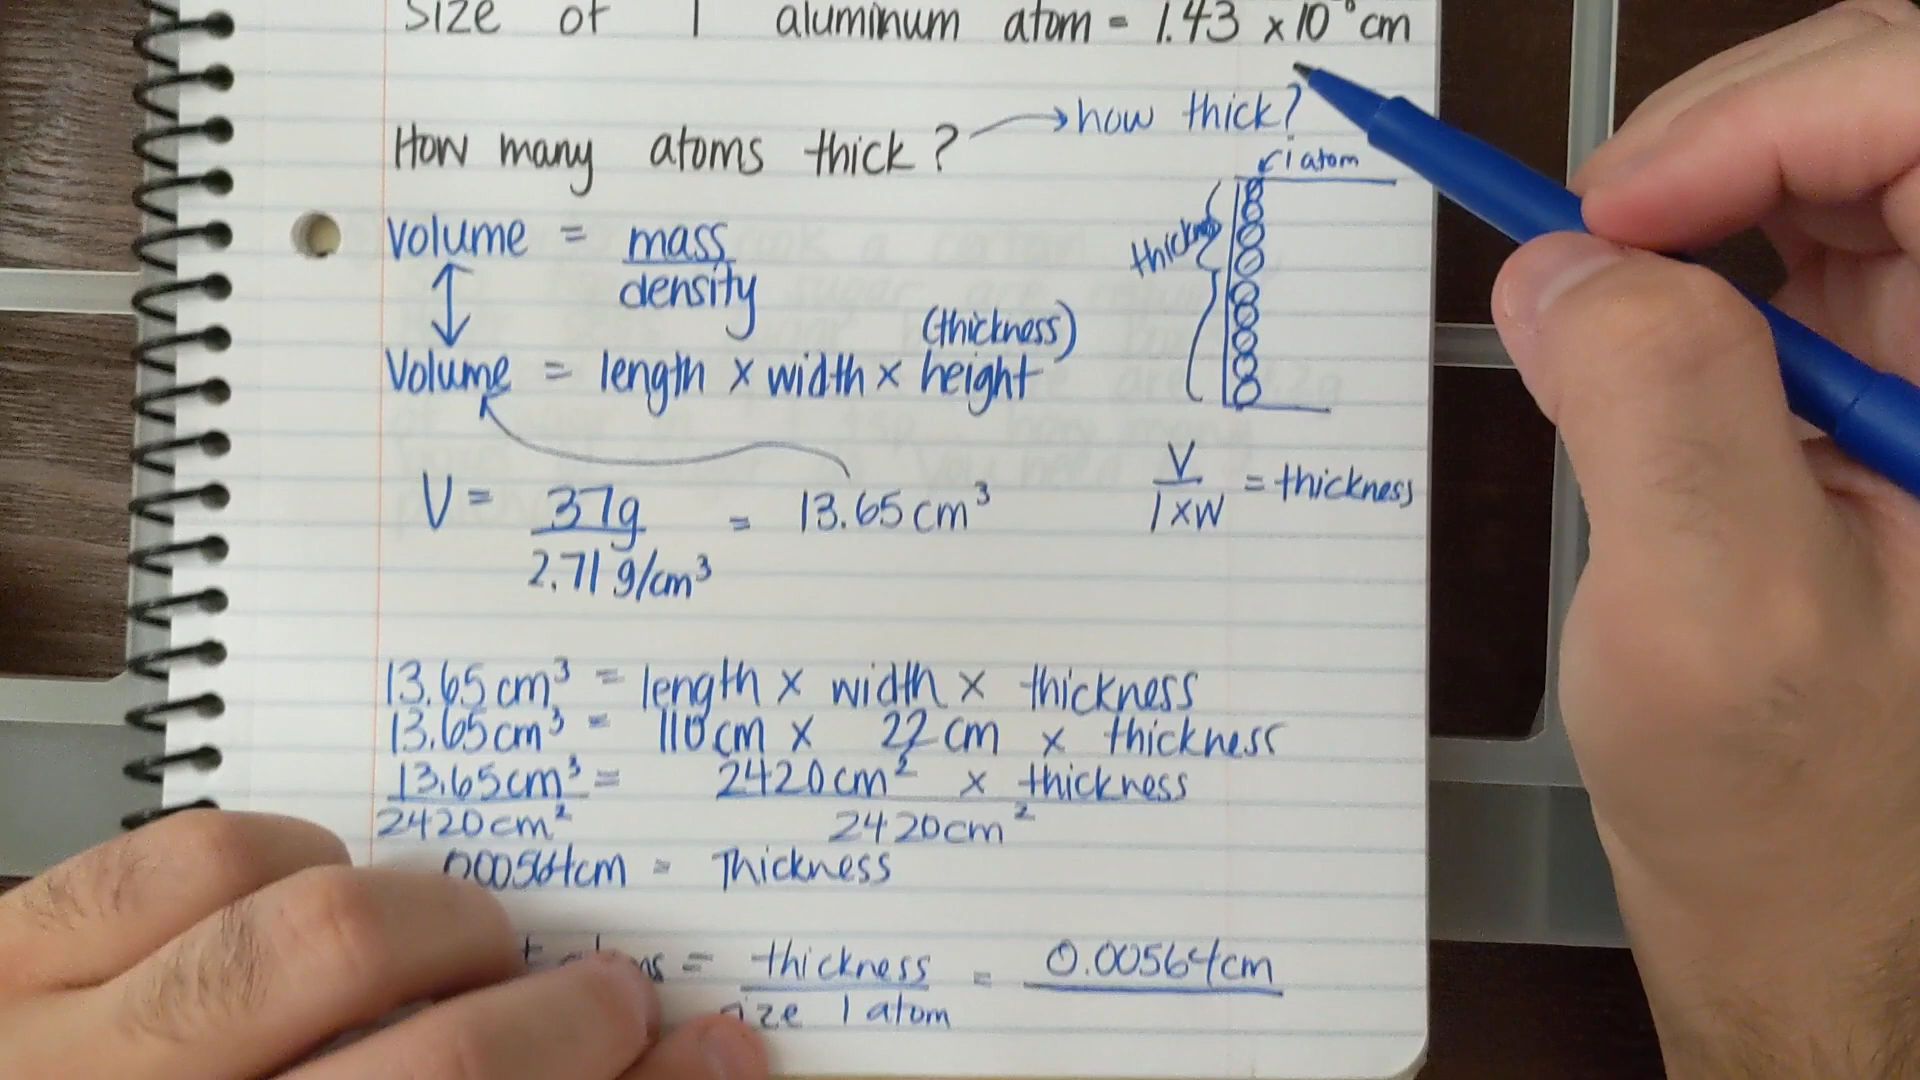 Size of 1 aluminum atom = 1.43 x 10 cm
How many atoms thick? → how thick?
1 atom
thickness
volume = mass
density
(thickness)
Volume = length x width x height
V = 37g = 13.65 cm³
2.71 g/cm³
V = thickness
l x w
13.65 cm³ = length x width x thickness
13.65 cm³ = 110 cm x 22 cm x thickness
13.65 cm³ = 2420 cm² x thickness
2420 cm² 2420 cm²
.00564 cm = Thickness
= thickness = 0.00564 cm
size 1 atom